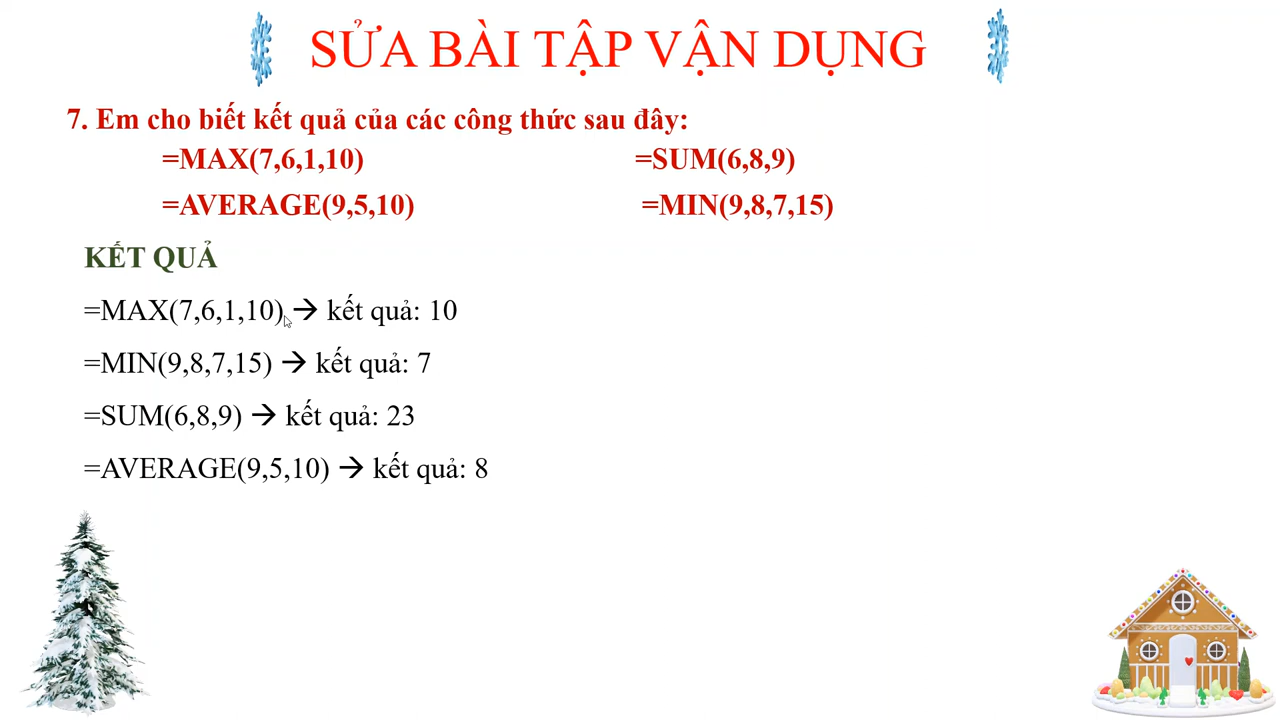 SỬA BÀI TẬP VẬN DỤNG
7. Em cho biết kết quả của các công thức sau đây:
=MAX(7,6,1,10) =SUM(6,8,9)
=AVERAGE(9,5,10) =MIN(9,8,7,15)
KẾT QUẢ
=MAX(7,6,1,10) → kết quả: 10
=MIN(9,8,7,15) → kết quả: 7
=SUM(6,8,9) → kết quả: 23
=AVERAGE(9,5,10) → kết quả: 8